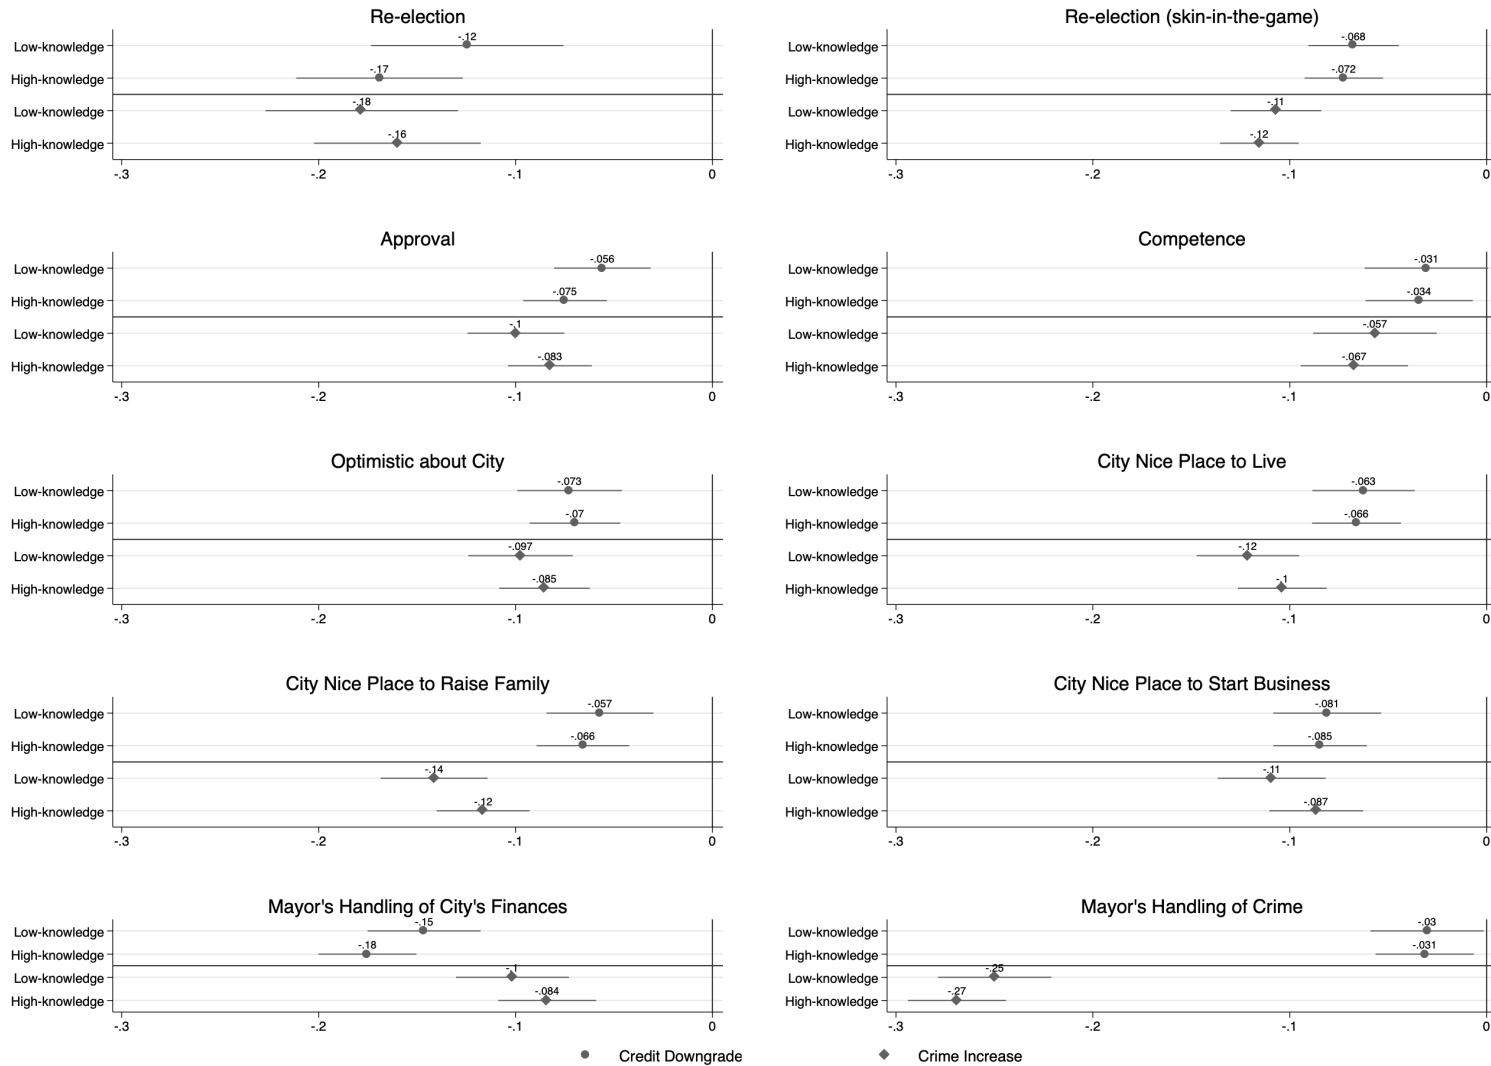 Re-election
Low-knowledge
-.12
High-knowledge
-.17
Low-knowledge
-.18
High-knowledge
-.16
-.3 -.2 -.1 0
Re-election (skin-in-the-game)
Low-knowledge
-.068
High-knowledge
-.072
Low-knowledge
-.11
High-knowledge
-.12
-.3 -.2 -.1 0
Approval
Low-knowledge
-.056
High-knowledge
-.075
Low-knowledge
-.1
High-knowledge
-.083
-.3 -.2 -.1 0
Competence
Low-knowledge
-.031
High-knowledge
-.034
Low-knowledge
-.057
High-knowledge
-.067
-.3 -.2 -.1 0
Optimistic about City
Low-knowledge
-.073
High-knowledge
-.07
Low-knowledge
-.097
High-knowledge
-.085
-.3 -.2 -.1 0
City Nice Place to Live
Low-knowledge
-.063
High-knowledge
-.066
Low-knowledge
-.12
High-knowledge
-.1
-.3 -.2 -.1 0
City Nice Place to Raise Family
Low-knowledge
-.057
High-knowledge
-.066
Low-knowledge
-.14
High-knowledge
-.12
-.3 -.2 -.1 0
City Nice Place to Start Business
Low-knowledge
-.081
High-knowledge
-.085
Low-knowledge
-.11
High-knowledge
-.087
-.3 -.2 -.1 0
Mayor's Handling of City's Finances
Low-knowledge
-.15
High-knowledge
-.18
Low-knowledge
-.1
High-knowledge
-.084
-.3 -.2 -.1 0
Mayor's Handling of Crime
Low-knowledge
-.03
High-knowledge
-.031
Low-knowledge
-.25
High-knowledge
-.27
-.3 -.2 -.1 0
Credit Downgrade
Crime Increase